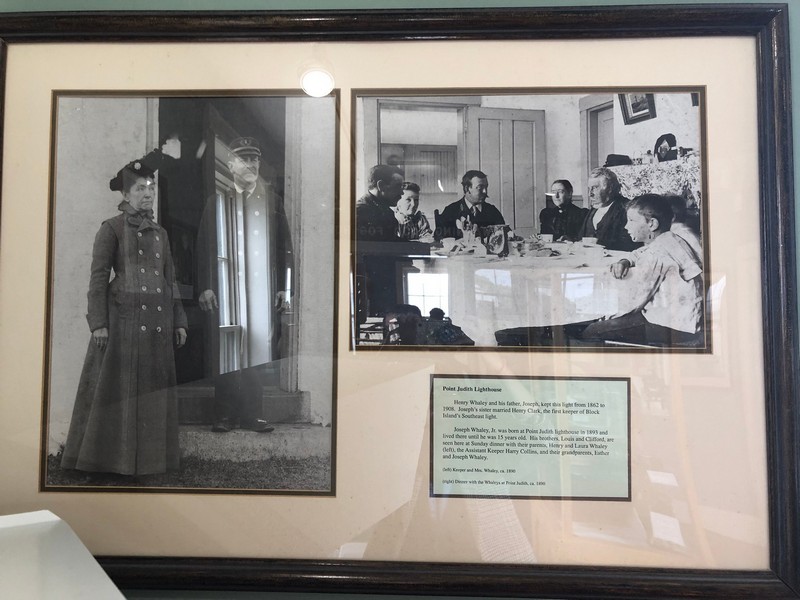 Point Judith Lighthouse
Henry Whaley and his father, Joseph, kept this light from 1862 to
1908. Joseph's sister married Henry Clark, the first keeper of Block
Island's Southeast light.
Joseph Whaley, Jr. was born at Point Judith lighthouse in 1893 and
lived there until he was 15 years old. His brothers, Louis and Clifford, are
seen here at Sunday dinner with their parents, Henry and Laura Whaley
(left), the Assistant Keeper Harry Collins, and their grandparents, Esther
and Joseph Whaley.
(left) Keeper and Mrs. Whaley, ca. 1890
(right) Dinner with the Whaleys at Point Judith, ca. 1890